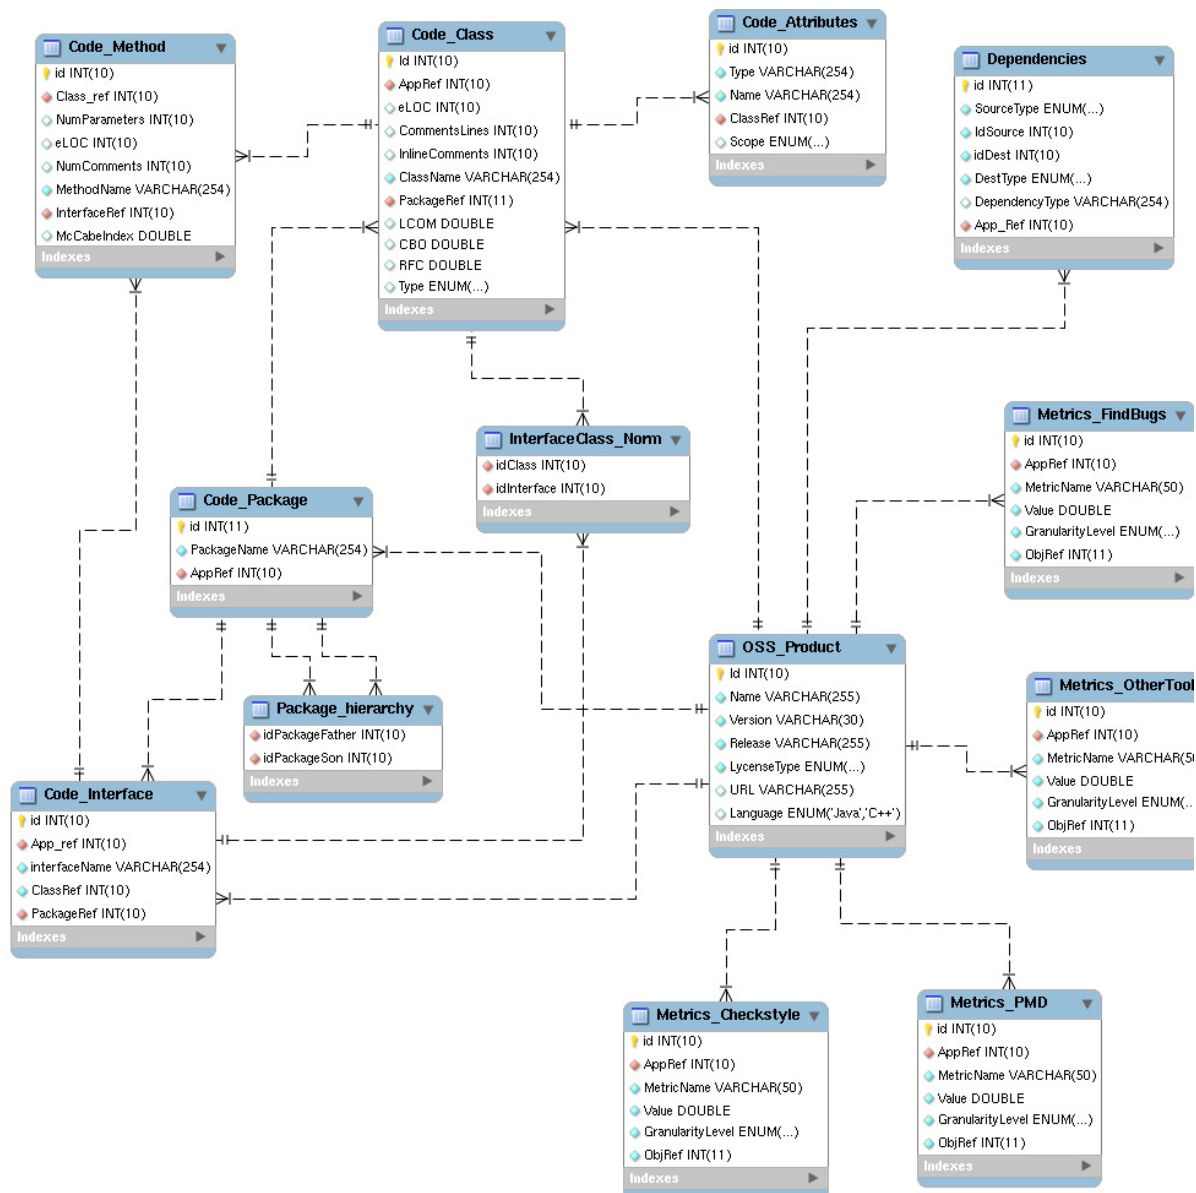 Code_Method
id INT(10)
Class_ref INT(10)
NumParameters INT(10)
eLOC INT(10)
NumComments INT(10)
MethodName VARCHAR(254)
InterfaceRef INT(10)
McCabeIndex DOUBLE
Indexes
Code_Class
Id INT(10)
AppRef INT(10)
eLOC INT(10)
CommentsLines INT(10)
InlineComments INT(10)
ClassName VARCHAR(254)
PackageRef INT(11)
LCOM DOUBLE
CBO DOUBLE
RFC DOUBLE
Type ENUM(...)
Indexes
Code_Attributes
id INT(10)
Type VARCHAR(254)
Name VARCHAR(254)
ClassRef INT(10)
Scope ENUM(...)
Indexes
Dependencies
id INT(11)
SourceType ENUM(...)
IdSource INT(10)
idDest INT(10)
DestType ENUM(...)
DependencyType VARCHAR(254)
App_Ref INT(10)
Indexes
InterfaceClass_Norm
idClass INT(10)
idInterface INT(10)
Indexes
Metrics_FindBugs
id INT(10)
AppRef INT(10)
MetricName VARCHAR(50)
Value DOUBLE
GranularityLevel ENUM(...)
ObjRef INT(11)
Indexes
Code_Package
id INT(11)
PackageName VARCHAR(254)
AppRef INT(10)
Indexes
Package_hierarchy
idPackageFather INT(10)
idPackageSon INT(10)
Indexes
OSS_Product
Id INT(10)
Name VARCHAR(255)
Version VARCHAR(30)
Release VARCHAR(255)
LycenseType ENUM(...)
URL VARCHAR(255)
Language ENUM('Java','C++')
Indexes
Metrics_OtherTool
id INT(10)
AppRef INT(10)
MetricName VARCHAR(50
Value DOUBLE
GranularityLevel ENUM(...
ObjRef INT(11)
Indexes
Code_Interface
id INT(10)
App_ref INT(10)
interfaceName VARCHAR(254)
ClassRef INT(10)
PackageRef INT(10)
Indexes
Metrics_Checkstyle
id INT(10)
AppRef INT(10)
MetricName VARCHAR(50)
Value DOUBLE
GranularityLevel ENUM(...)
ObjRef INT(11)
Indexes
Metrics_PMD
id INT(10)
AppRef INT(10)
MetricName VARCHAR(50)
Value DOUBLE
GranularityLevel ENUM(...)
ObjRef INT(11)
Indexes